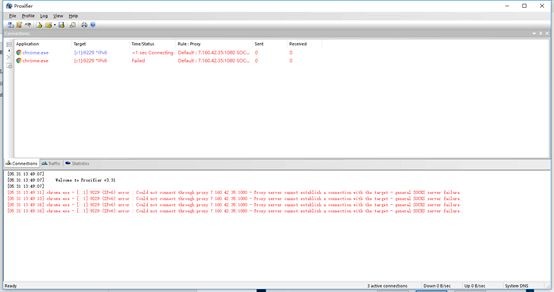 Proxifier
File Profile Log View Help
Connections
Application Target Time/Status Rule : Proxy Sent Received
chrome.exe [::1]:9229 *IPv6 <1 sec Connecting Default : 7.160.42.35:1080 SOC... 0 0
chrome.exe [::1]:9229 *IPv6 Failed Default : 7.160.42.35:1080 SOC... 0 0
Connections Traffic Statistics
[05.31 13:49:07]
[05.31 13:49:07] Welcome to Proxifier v3.31
[05.31 13:49:07]
[05.31 13:49:11] chrome.exe - [::1]:9229 (IPv6) error : Could not connect through proxy 7.160.42.35:1080 - Proxy server cannot establish a connection with the target - general SOCKS server failure.
[05.31 13:49:13] chrome.exe - [::1]:9229 (IPv6) error : Could not connect through proxy 7.160.42.35:1080 - Proxy server cannot establish a connection with the target - general SOCKS server failure.
[05.31 13:49:16] chrome.exe - [::1]:9229 (IPv6) error : Could not connect through proxy 7.160.42.35:1080 - Proxy server cannot establish a connection with the target - general SOCKS server failure.
[05.31 13:49:16] chrome.exe - [::1]:9229 (IPv6) error : Could not connect through proxy 7.160.42.35:1080 - Proxy server cannot establish a connection with the target - general SOCKS server failure.
Ready 3 active connections Down 0 B/sec Up 0 B/sec System DNS